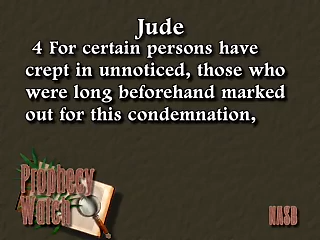 Jude
4 For certain persons have
crept in unnoticed, those who
were long beforehand marked
out for this condemnation,
Prophecy
Watch
NASB